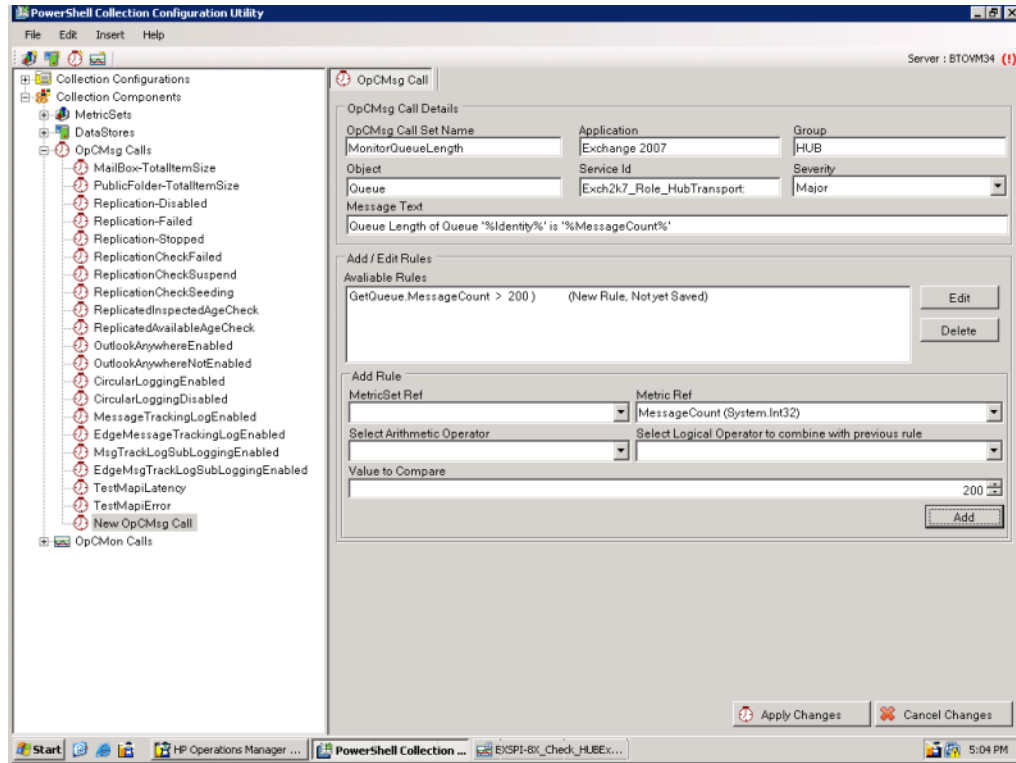 PowerShell Collection Configuration Utility
File Edit Insert Help
Server : BTOVM34 (!)
Collection Configurations
Collection Components
MetricSets
DataStores
OpCMsg Calls
MailBox-TotalItemSize
PublicFolder-TotalItemSize
Replication-Disabled
Replication-Failed
Replication-Stopped
ReplicationCheckFailed
ReplicationCheckSuspend
ReplicationCheckSeeding
ReplicatedInspectedAgeCheck
ReplicatedAvailableAgeCheck
OutlookAnywhereEnabled
OutlookAnywhereNotEnabled
CircularLoggingEnabled
CircularLoggingDisabled
MessageTrackingLogEnabled
EdgeMessageTrackingLogEnabled
MsgTrackLogSubLoggingEnabled
EdgeMsgTrackLogSubLoggingEnabled
TestMapiLatency
TestMapiError
New OpCMsg Call
OpCMon Calls
OpCMsg Call
OpCMsg Call Details
OpCMsg Call Set Name Application Group
MonitorQueueLength Exchange 2007 HUB
Object Service Id Severity
Queue Exch2k7_Role_HubTransport: Major
Message Text
Queue Length of Queue '%Identity%' is '%MessageCount%'
Add / Edit Rules
Avaliable Rules
GetQueue.MessageCount > 200 ) (New Rule, Not yet Saved)
Edit
Delete
Add Rule
MetricSet Ref Metric Ref
MessageCount (System.Int32)
Select Arithmetic Operator Select Logical Operator to combine with previous rule
Value to Compare
200
Add
Apply Changes Cancel Changes
Start HP Operations Manager ... PowerShell Collection ... EXSPI-8X_Check_HUBEx... 5:04 PM